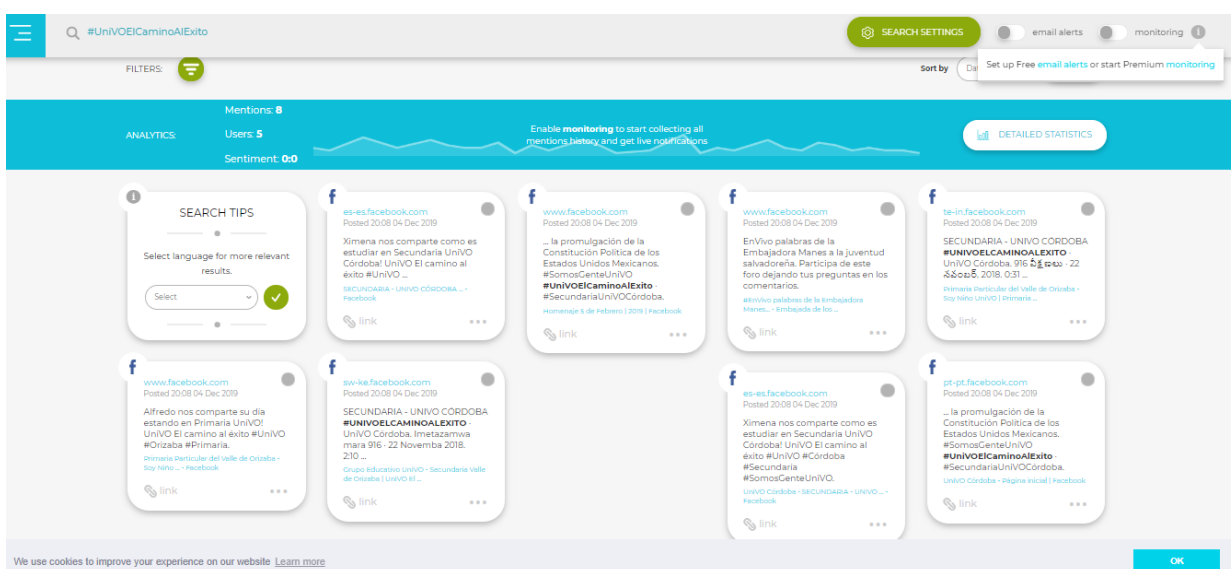 #UniVOElCaminoAlExito
SEARCH SETTINGS
email alerts
monitoring
FILTERS:
Sort by
Set up Free email alerts or start Premium monitoring
ANALYTICS:
Mentions: 8
Users: 5
Sentiment: 0:0
Enable monitoring to start collecting all
mentions history and get live notifications
DETAILED STATISTICS
SEARCH TIPS
Select language for more relevant
results.
Select
es-es.facebook.com
Posted 20:08 04 Dec 2019
Ximena nos comparte como es
estudiar en Secundaria UniVO
Córdoba! UniVO El camino al
éxito #UniVO ...
SECUNDARIA - UNIVO CÓRDOBA ... -
Facebook
link
www.facebook.com
Posted 20:08 04 Dec 2019
... la promulgación de la
Constitución Política de los
Estados Unidos Mexicanos.
#SomosGenteUniVO
#UniVOElCaminoAlExito ·
#SecundariaUniVOCórdoba.
Homenaje 6 de Febrero | 2019 | Facebook
link
www.facebook.com
Posted 20:08 04 Dec 2019
EnVivo palabras de la
Embajadora Manes a la juventud
salvadoreña. Participa de este
foro dejando tus preguntas en los
comentarios.
#EnVivo palabras de la Embajadora
Manes... - Embajada de los ...
link
te-in.facebook.com
Posted 20:08 04 Dec 2019
SECUNDARIA - UNIVO CÓRDOBA
#UNIVOELCAMINOALEXITO ·
UniVO Córdoba. 916 వీక్షణలు · 22
నవంబర్, 2018. 0:31 ...
Primaria Particular del Valle de Orizaba -
Soy Niño UniVO | Primaria ...
link
www.facebook.com
Posted 20:08 04 Dec 2019
Alfredo nos comparte su día
estando en Primaria UniVO!
UniVO El camino al éxito #UniVO
#Orizaba #Primaria.
Primaria Particular del Valle de Orizaba -
Soy Niño ... - Facebook
link
sw-ke.facebook.com
Posted 20:08 04 Dec 2019
SECUNDARIA - UNIVO CÓRDOBA
#UNIVOELCAMINOALEXITO ·
UniVO Córdoba. Imetazamwa
mara 916 · 22 Novemba 2018.
2:10 ...
Grupo Educativo UniVO - Secundaria Valle
de Orizaba | UniVO El ...
link
es-es.facebook.com
Posted 20:08 04 Dec 2019
Ximena nos comparte como es
estudiar en Secundaria UniVO
Córdoba! UniVO El camino al
éxito #UniVO #Córdoba
#Secundaria
#SomosGenteUniVO.
UniVO Córdoba - SECUNDARIA - UNIVO ... -
Facebook
link
pt-pt.facebook.com
Posted 20:08 04 Dec 2019
... la promulgación de la
Constitución Política de los
Estados Unidos Mexicanos.
#SomosGenteUniVO
#UniVOElCaminoAlExito ·
#SecundariaUniVOCórdoba.
UniVO Córdoba - Página inicial | Facebook
link
We use cookies to improve your experience on our website Learn more
OK